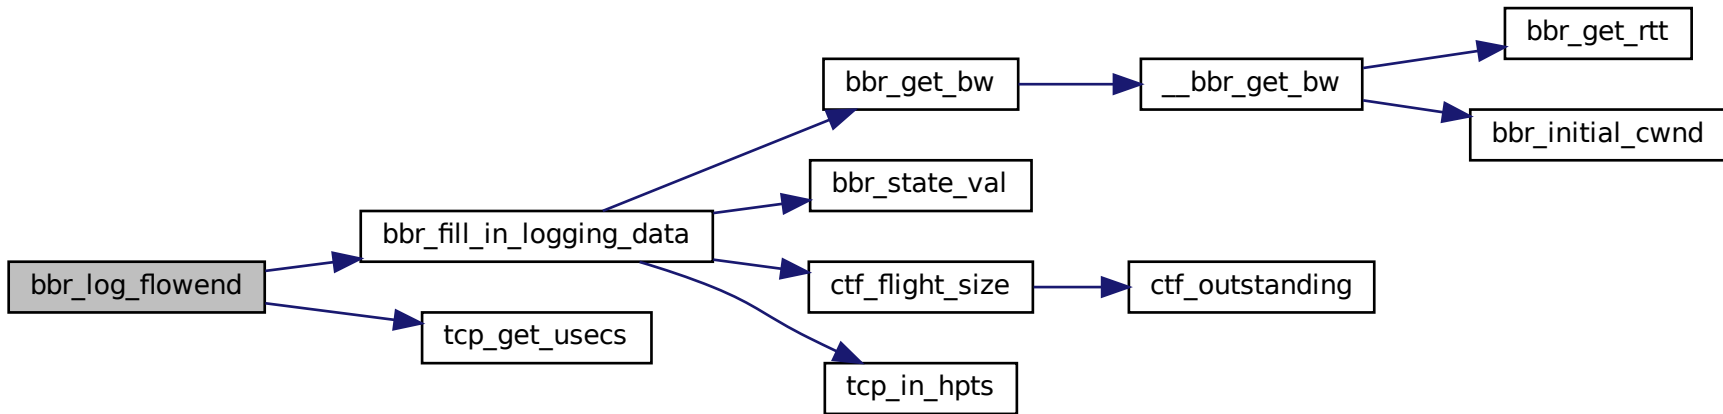 bbr_log_flowend
bbr_fill_in_logging_data
tcp_get_usecs
bbr_get_bw
bbr_state_val
ctf_flight_size
tcp_in_hpts
__bbr_get_bw
ctf_outstanding
bbr_get_rtt
bbr_initial_cwnd